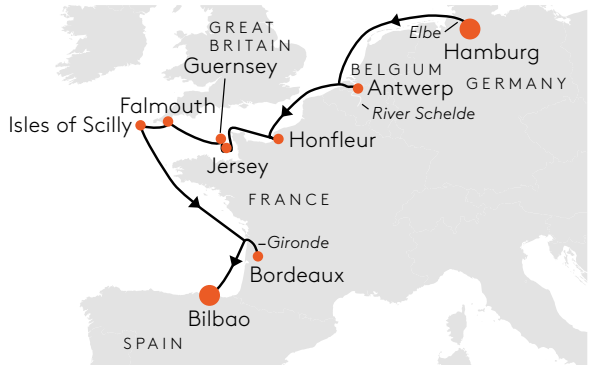 GREAT
BRITAIN
Elbe
Hamburg
Guernsey
BELGIUM
GERMANY
Antwerp
River Schelde
Falmouth
Isles of Scilly
Honfleur
Jersey
FRANCE
Gironde
Bordeaux
Bilbao
SPAIN